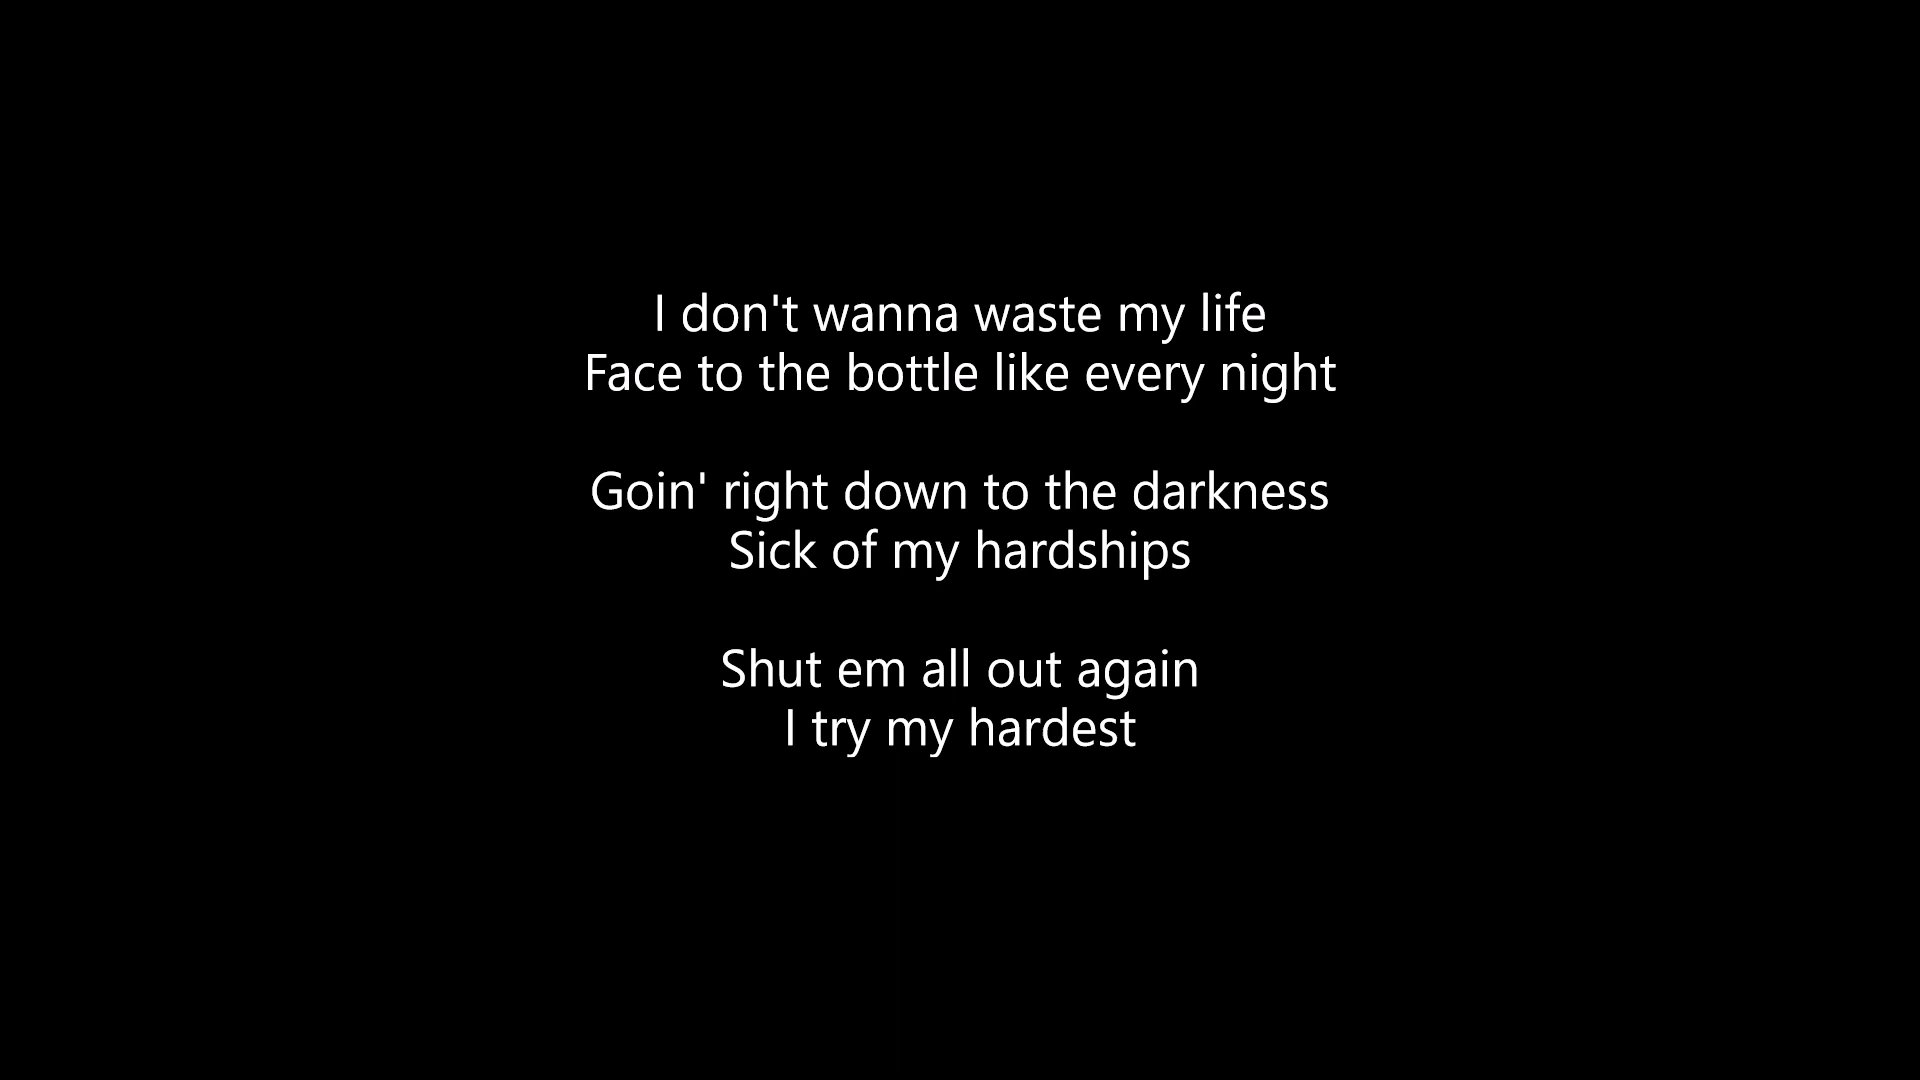 I don't wanna waste my life
Face to the bottle like every night
Goin' right down to the darkness
Sick of my hardships
Shut em all out again
I try my hardest